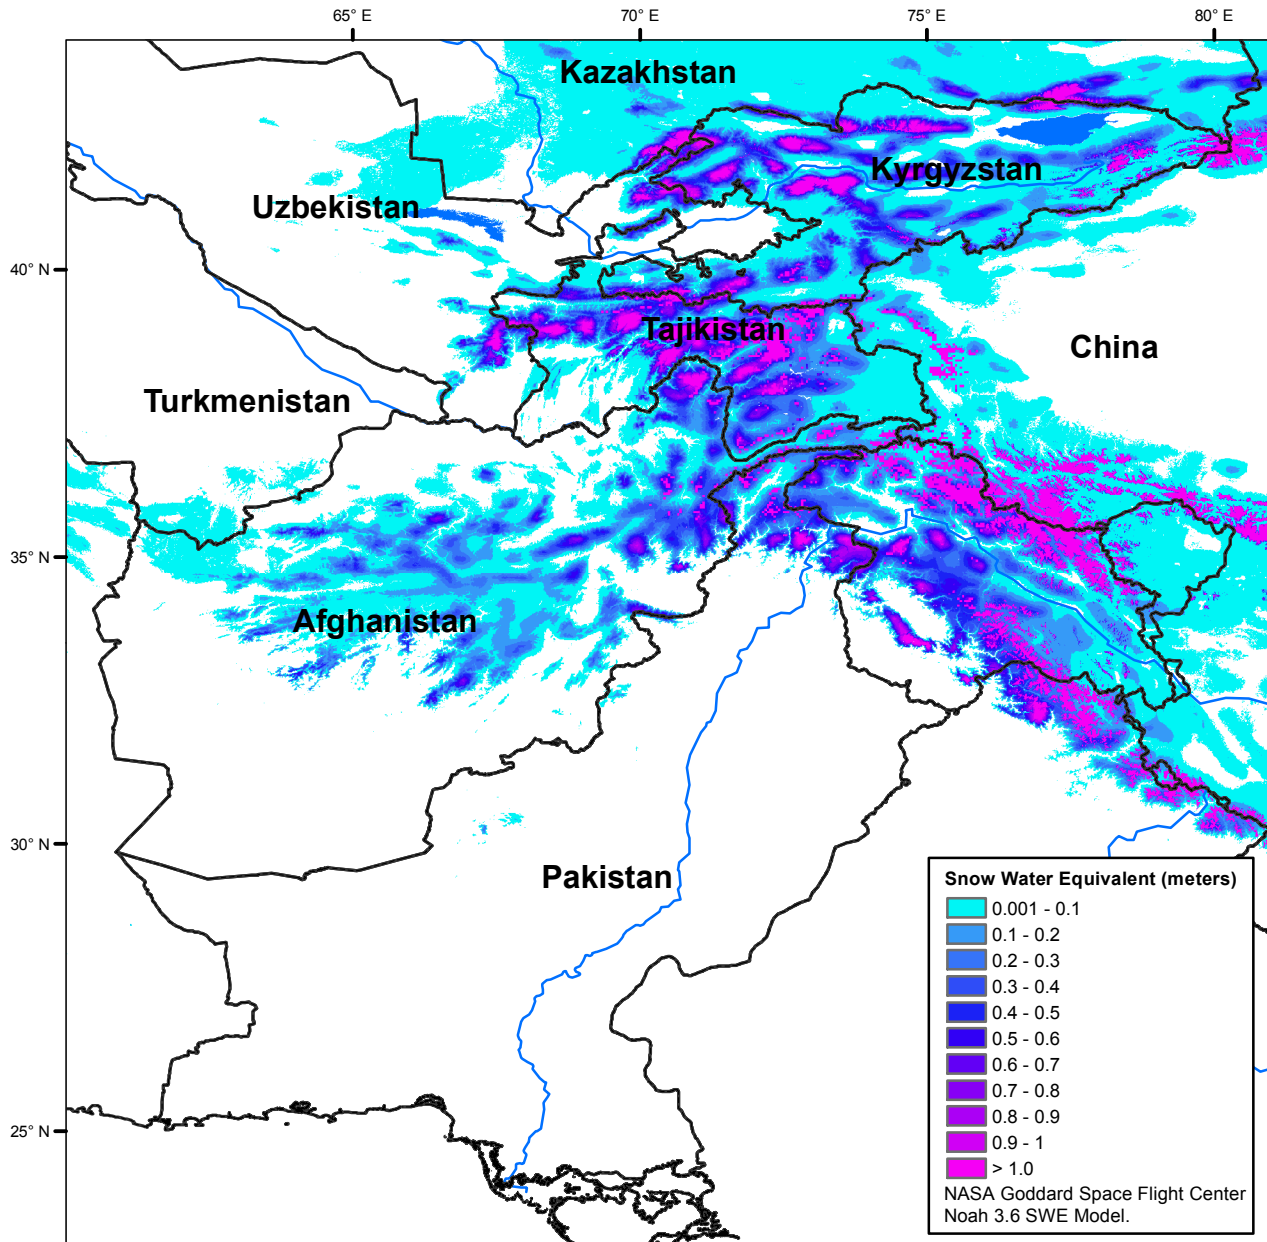 65° E
70° E
75° E
80° E
Kazakhstan
Kyrgyzstan
Uzbekistan
40° N
Tajikistan
China
Turkmenistan
35° N
Afghanistan
30° N
Pakistan
25° N
Snow Water Equivalent (meters)
0.001 - 0.1
0.1 - 0.2
0.2 - 0.3
0.3 - 0.4
0.4 - 0.5
0.5 - 0.6
0.6 - 0.7
0.7 - 0.8
0.8 - 0.9
0.9 - 1
> 1.0
NASA Goddard Space Flight Center
Noah 3.6 SWE Model.